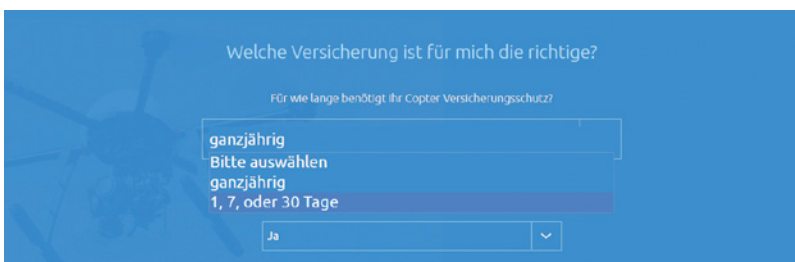 Welche Versicherung ist für mich die richtige?
Für wie lange benötigt Ihr Copter Versicherungsschutz?
ganzjährig
Bitte auswählen
ganzjährig
1, 7, oder 30 Tage
Ja